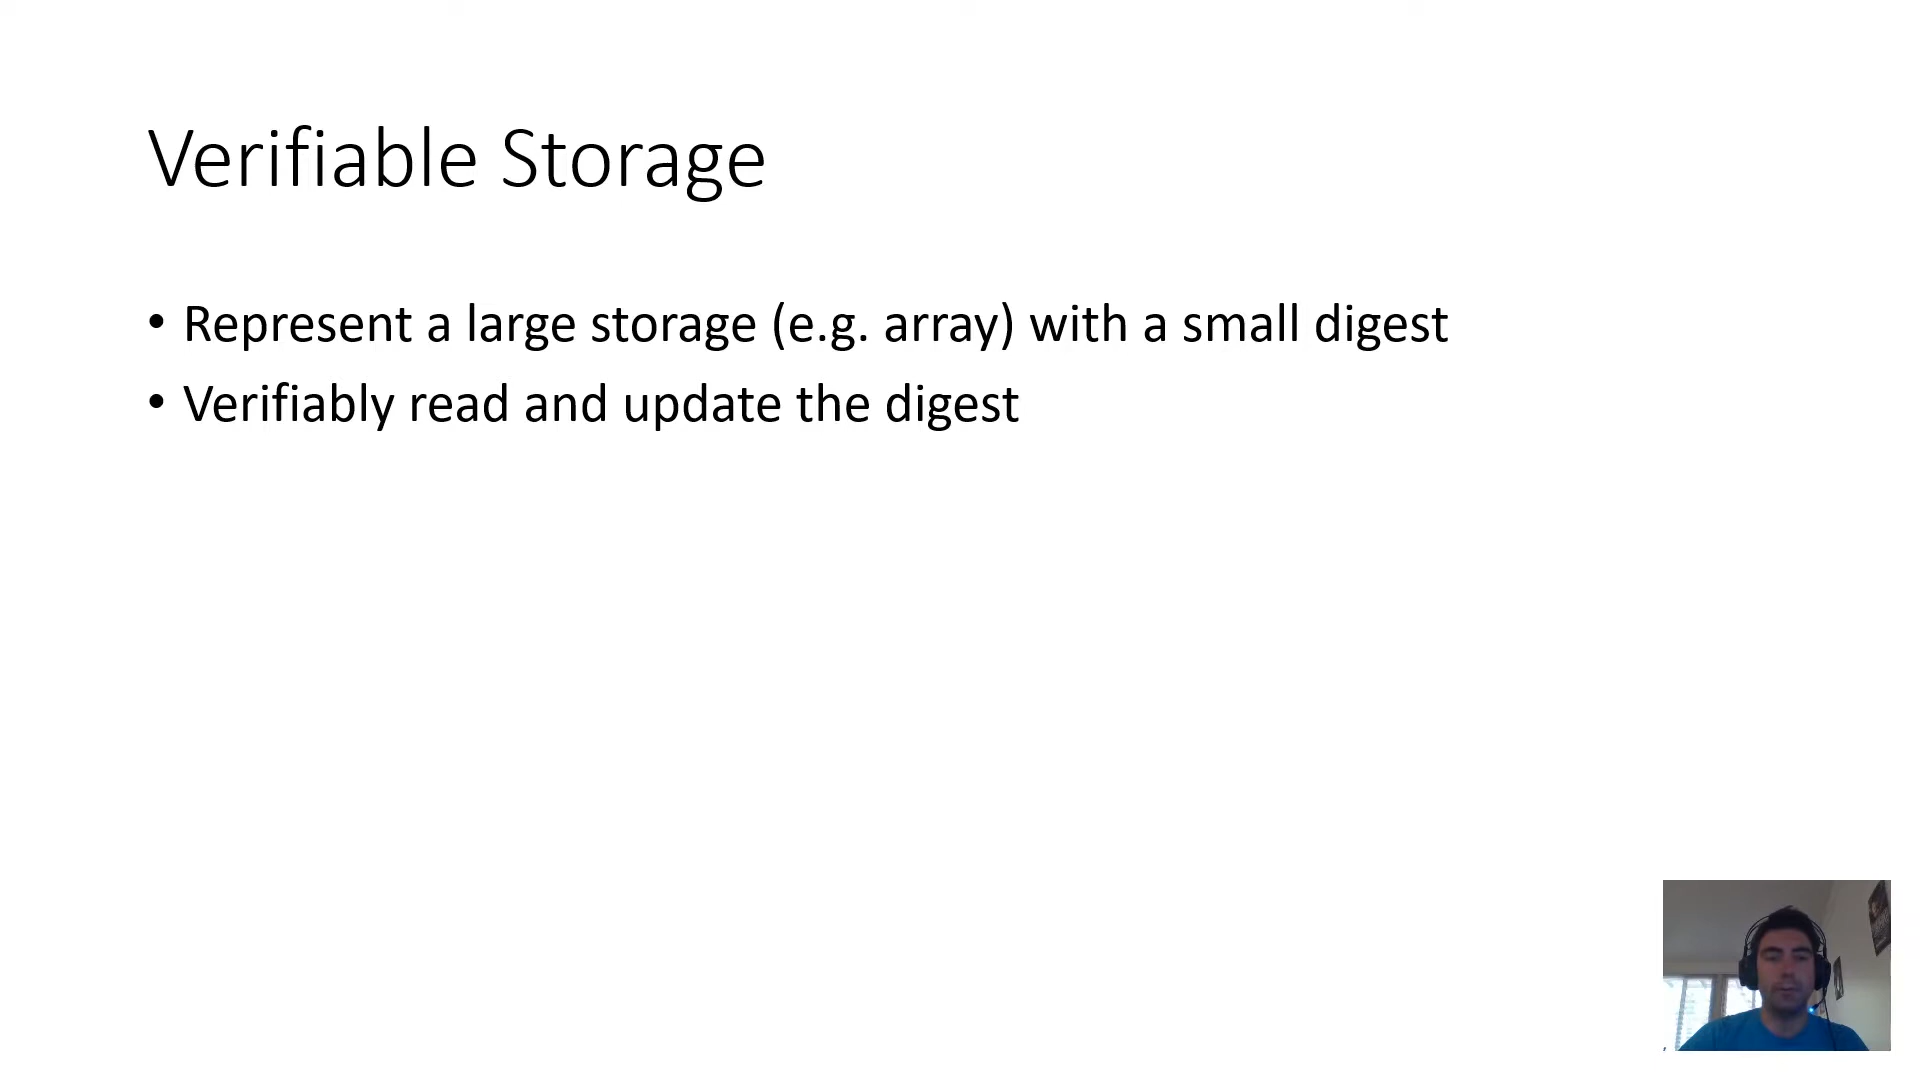 Verifiable Storage
• Represent a large storage (e.g. array) with a small digest
• Verifiably read and update the digest